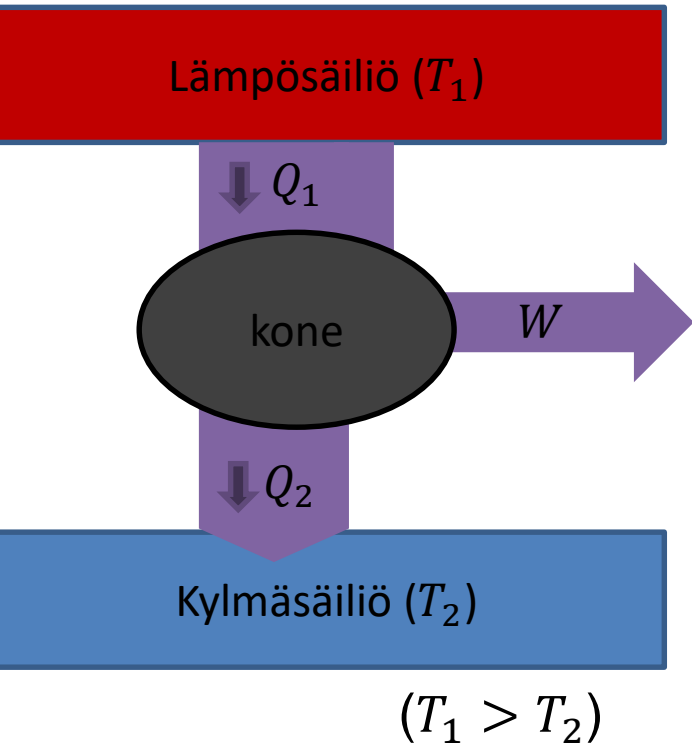 Lämpösäiliö (𝑇₁)
𝑄₁
kone
𝑊
𝑄₂
Kylmäsäiliö (𝑇₂)
(𝑇₁ > 𝑇₂)